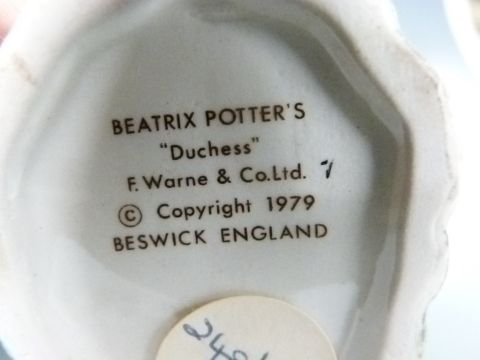 BEATRIX POTTER'S
"Duchess"
F. Warne & Co.Ltd.
© Copyright 1979
BESWICK ENGLAND